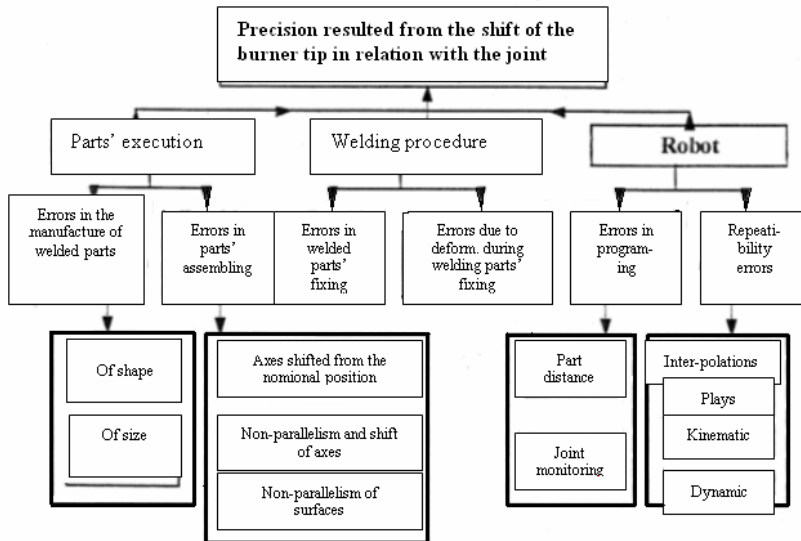 Precision resulted from the shift of the
burner tip in relation with the joint
Parts' execution
Welding procedure
Robot
Errors in the
manufacture of
welded parts
Errors in
parts'
assembling
Errors in
welded
parts'
fixing
Errors due to
deform. during
welding parts'
fixing
Errors in
program-
ing
Repeati-
bility
errors
Of shape
Of size
Axes shifted from the
nomional position
Non-parallelism and shift
of axes
Non-parallelism of
surfaces
Part
distance
Joint
monitoring
Inter-polations
Plays
Kinematic
Dynamic